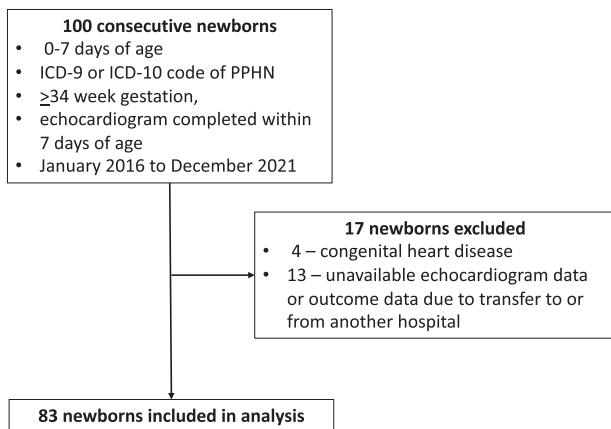 100 consecutive newborns
• 0-7 days of age
• ICD-9 or ICD-10 code of PPHN
• >34 week gestation,
• echocardiogram completed within
7 days of age
• January 2016 to December 2021
17 newborns excluded
• 4 – congenital heart disease
• 13 – unavailable echocardiogram data
or outcome data due to transfer to or
from another hospital
83 newborns included in analysis